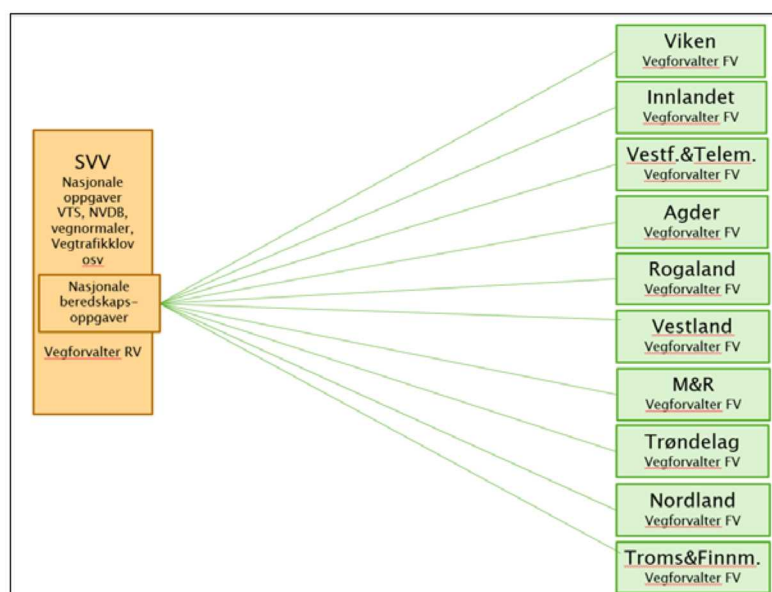 SVV
Nasjonale
oppgaver
VTS, NVDB,
vegnormaler,
Vegtrafikklov
osv
Nasjonale
beredskaps-
oppgaver
Vegforvalter RV
Viken
Vegforvalter FV
Innlandet
Vegforvalter FV
Vestf.&Telem.
Vegforvalter FV
Agder
Vegforvalter FV
Rogaland
Vegforvalter FV
Vestland
Vegforvalter FV
M&R
Vegforvalter FV
Trøndelag
Vegforvalter FV
Nordland
Vegforvalter FV
Troms&Finnm.
Vegforvalter FV